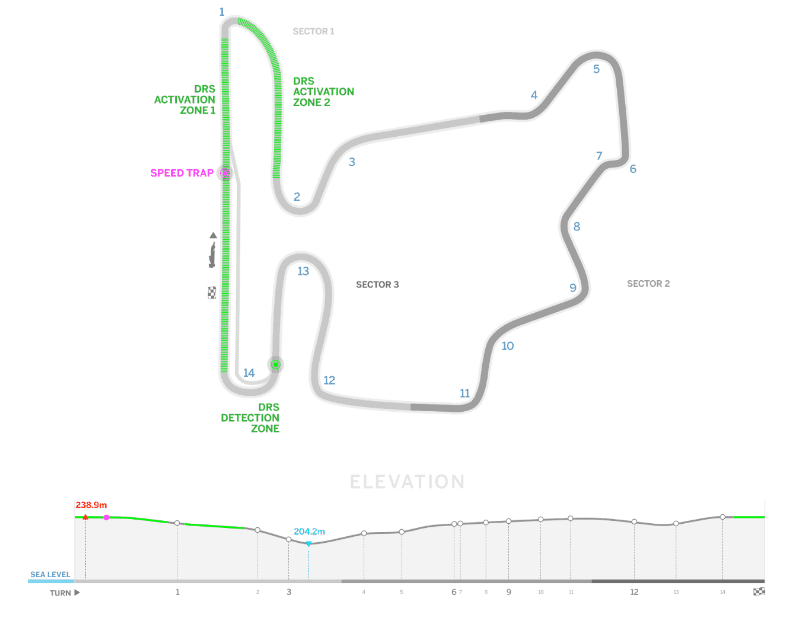 1
SECTOR 1
5
DRS
ACTIVATION
ZONE 1
DRS
ACTIVATION
ZONE 2
4
3
7
6
SPEED TRAP
2
8
13
SECTOR 3
SECTOR 2
9
10
14
12
11
DRS
DETECTION
ZONE
ELEVATION
238.9m
204.2m
SEA LEVEL
TURN
1 2 3 4 5 6 7 8 9 10 11 12 13 14